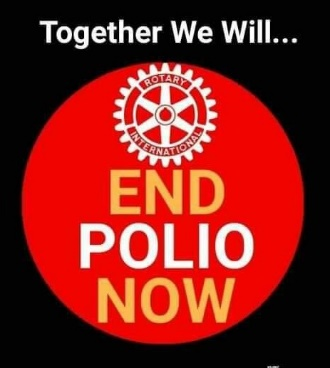 Together We Will...
ROTARY
INTERNATIONAL
END
POLIO
NOW